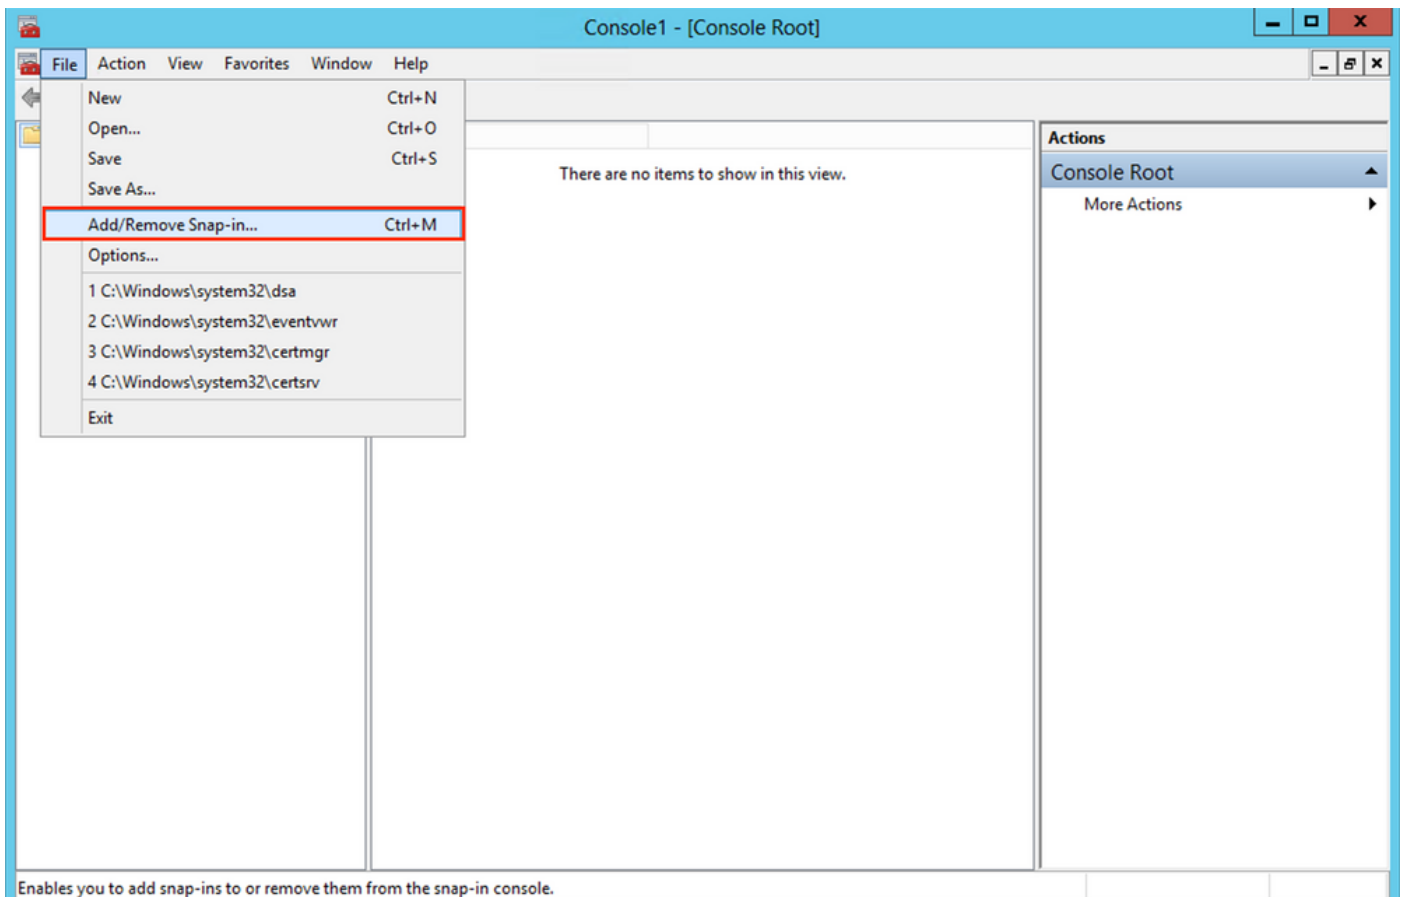 Console1 - [Console Root]
File Action View Favorites Window Help
New Ctrl+N
Open... Ctrl+O
Save Ctrl+S
Save As...
Add/Remove Snap-in... Ctrl+M
Options...
1 C:\Windows\system32\dsa
2 C:\Windows\system32\eventvwr
3 C:\Windows\system32\certmgr
4 C:\Windows\system32\certsrv
Exit
There are no items to show in this view.
Actions
Console Root
More Actions
Enables you to add snap-ins to or remove them from the snap-in console.